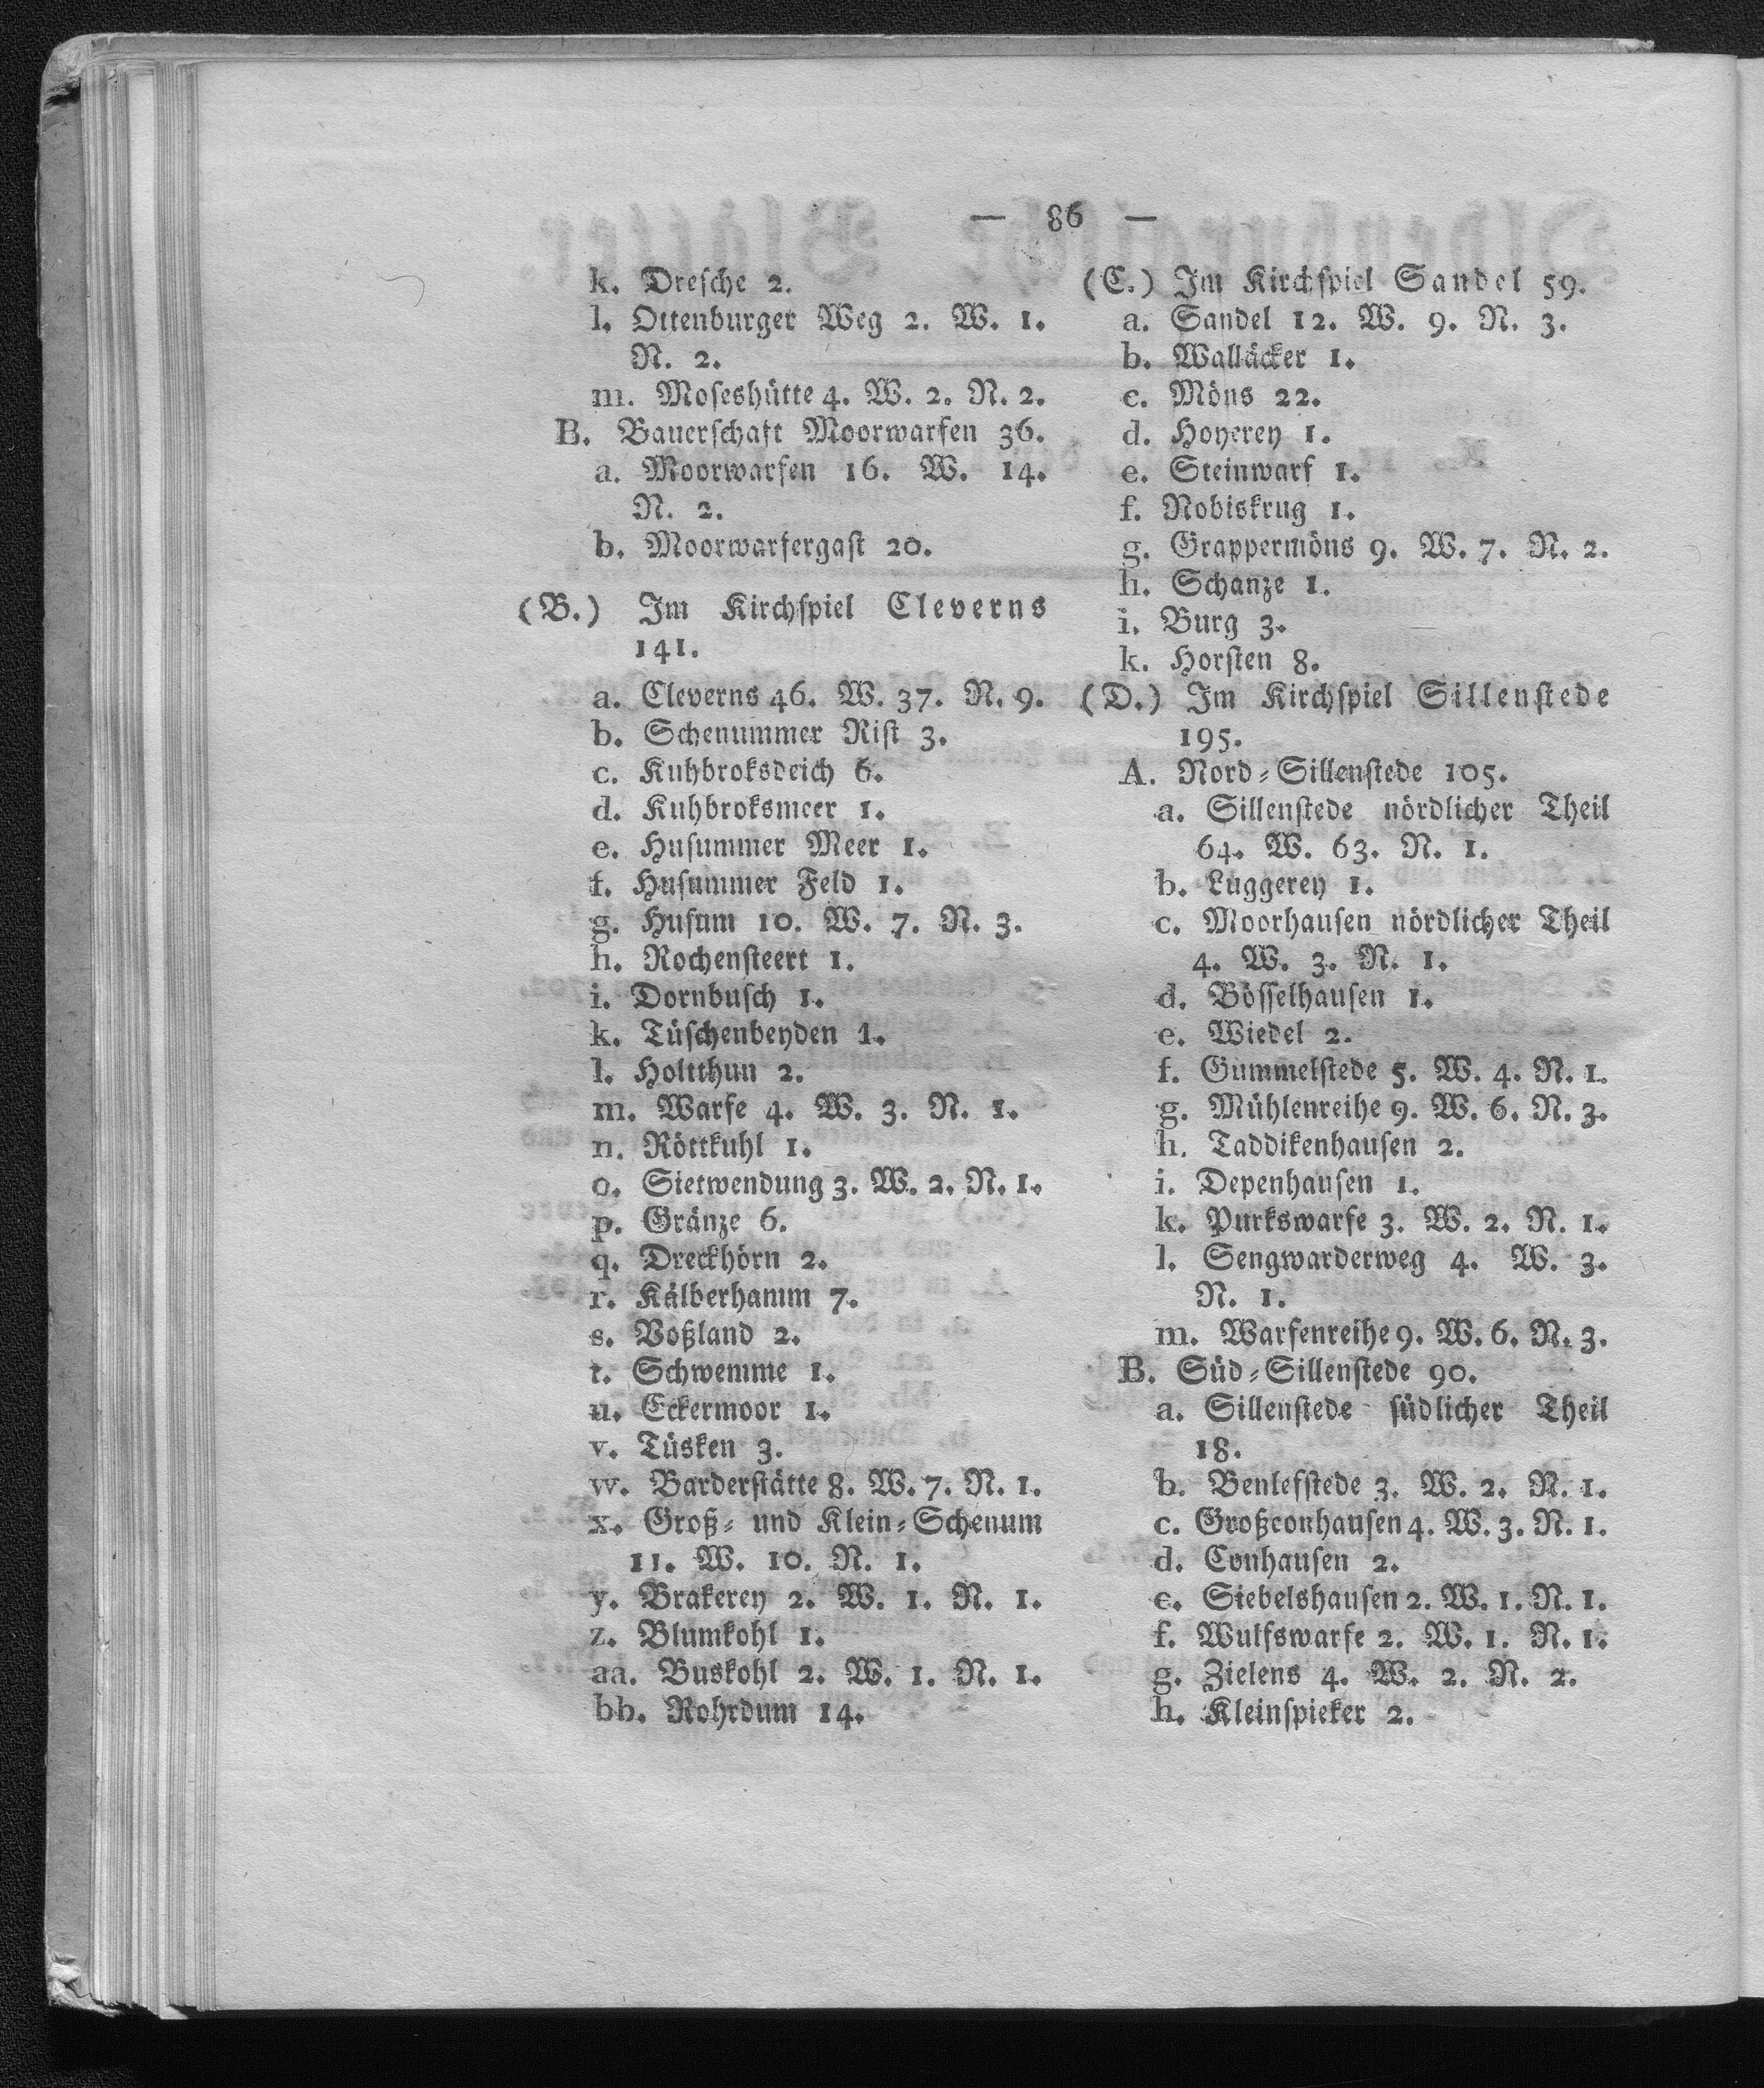 — 86 —
k. Dresche 2.
l. Ottenburger Weg 2. W. 1.
N. 2.
m. Moseshütte 4. W. 2. N. 2.
B. Bauerschaft Moorwarfen 36.
a. Moorwarfen 16. W. 14.
N. 2.
b. Moorwarfergast 20.
(B.) Im Kirchspiel Cleverns
141.
a. Cleverns 46. W. 37. N. 9.
b. Schenummer Rist 3.
c. Kuhbroksdeich 6.
d. Kuhbroksmeer 1.
e. Husummer Meer 1.
f. Husummer Feld 1.
g. Husum 10. W. 7. N. 3.
h. Rochensteert 1.
i. Dornbusch 1.
k. Tüschenbeyden 1.
l. Holtthun 2.
m. Warfe 4. W. 3. N. 1.
n. Röttkuhl 1.
o. Sietwendung 3. W. 2. N. 1.
p. Gränze 6.
q. Dreckhörn 2.
r. Kälberhamm 7.
s. Voßland 2.
t. Schwemme 1.
u. Eckermoor 1.
v. Tüsken 3.
w. Barderstätte 8. W. 7. N. 1.
x. Groß- und Klein-Schenum
11. W. 10. N. 1.
y. Brakerey 2. W. 1. N. 1.
z. Blumkohl 1.
aa. Buskohl 2. W. 1. N. 1.
bb. Rohrdum 14.
(C.) Im Kirchspiel Sandel 59.
a. Sandel 12. W. 9. N. 3.
b. Walläcker 1.
c. Möns 22.
d. Hoyerey 1.
e. Steinwarf 1.
f. Nobiskrug 1.
g. Grappermöns 9. W. 7. N. 2.
h. Schanze 1.
i. Burg 3.
k. Horsten 8.
(D.) Im Kirchspiel Sillenstede
195.
A. Nord-Sillenstede 105.
a. Sillenstede nördlicher Theil
64. W. 63. N. 1.
b. Luggerey 1.
c. Moorhausen nördlicher Theil
4. W. 3. N. 1.
d. Bösselhausen 1.
e. Wiedel 2.
f. Gummelstede 5. W. 4. N. 1.
g. Mühlenreihe 9. W. 6. N. 3.
h. Taddikenhausen 2.
i. Depenhausen 1.
k. Purkswarfe 3. W. 2. N. 1.
l. Sengwarderweg 4. W. 3.
N. 1.
m. Warfenreihe 9. W. 6. N. 3.
B. Süd-Sillenstede 90.
a. Sillenstede südlicher Theil
18.
b. Benlefstede 3. W. 2. N. 1.
c. Großconhausen 4. W. 3. N. 1.
d. Conhausen 2.
e. Siebelshausen 2. W. 1. N. 1.
f. Wulfswarfe 2. W. 1. N. 1.
g. Zielens 4. W. 2. N. 2.
h. Kleinspieker 2.